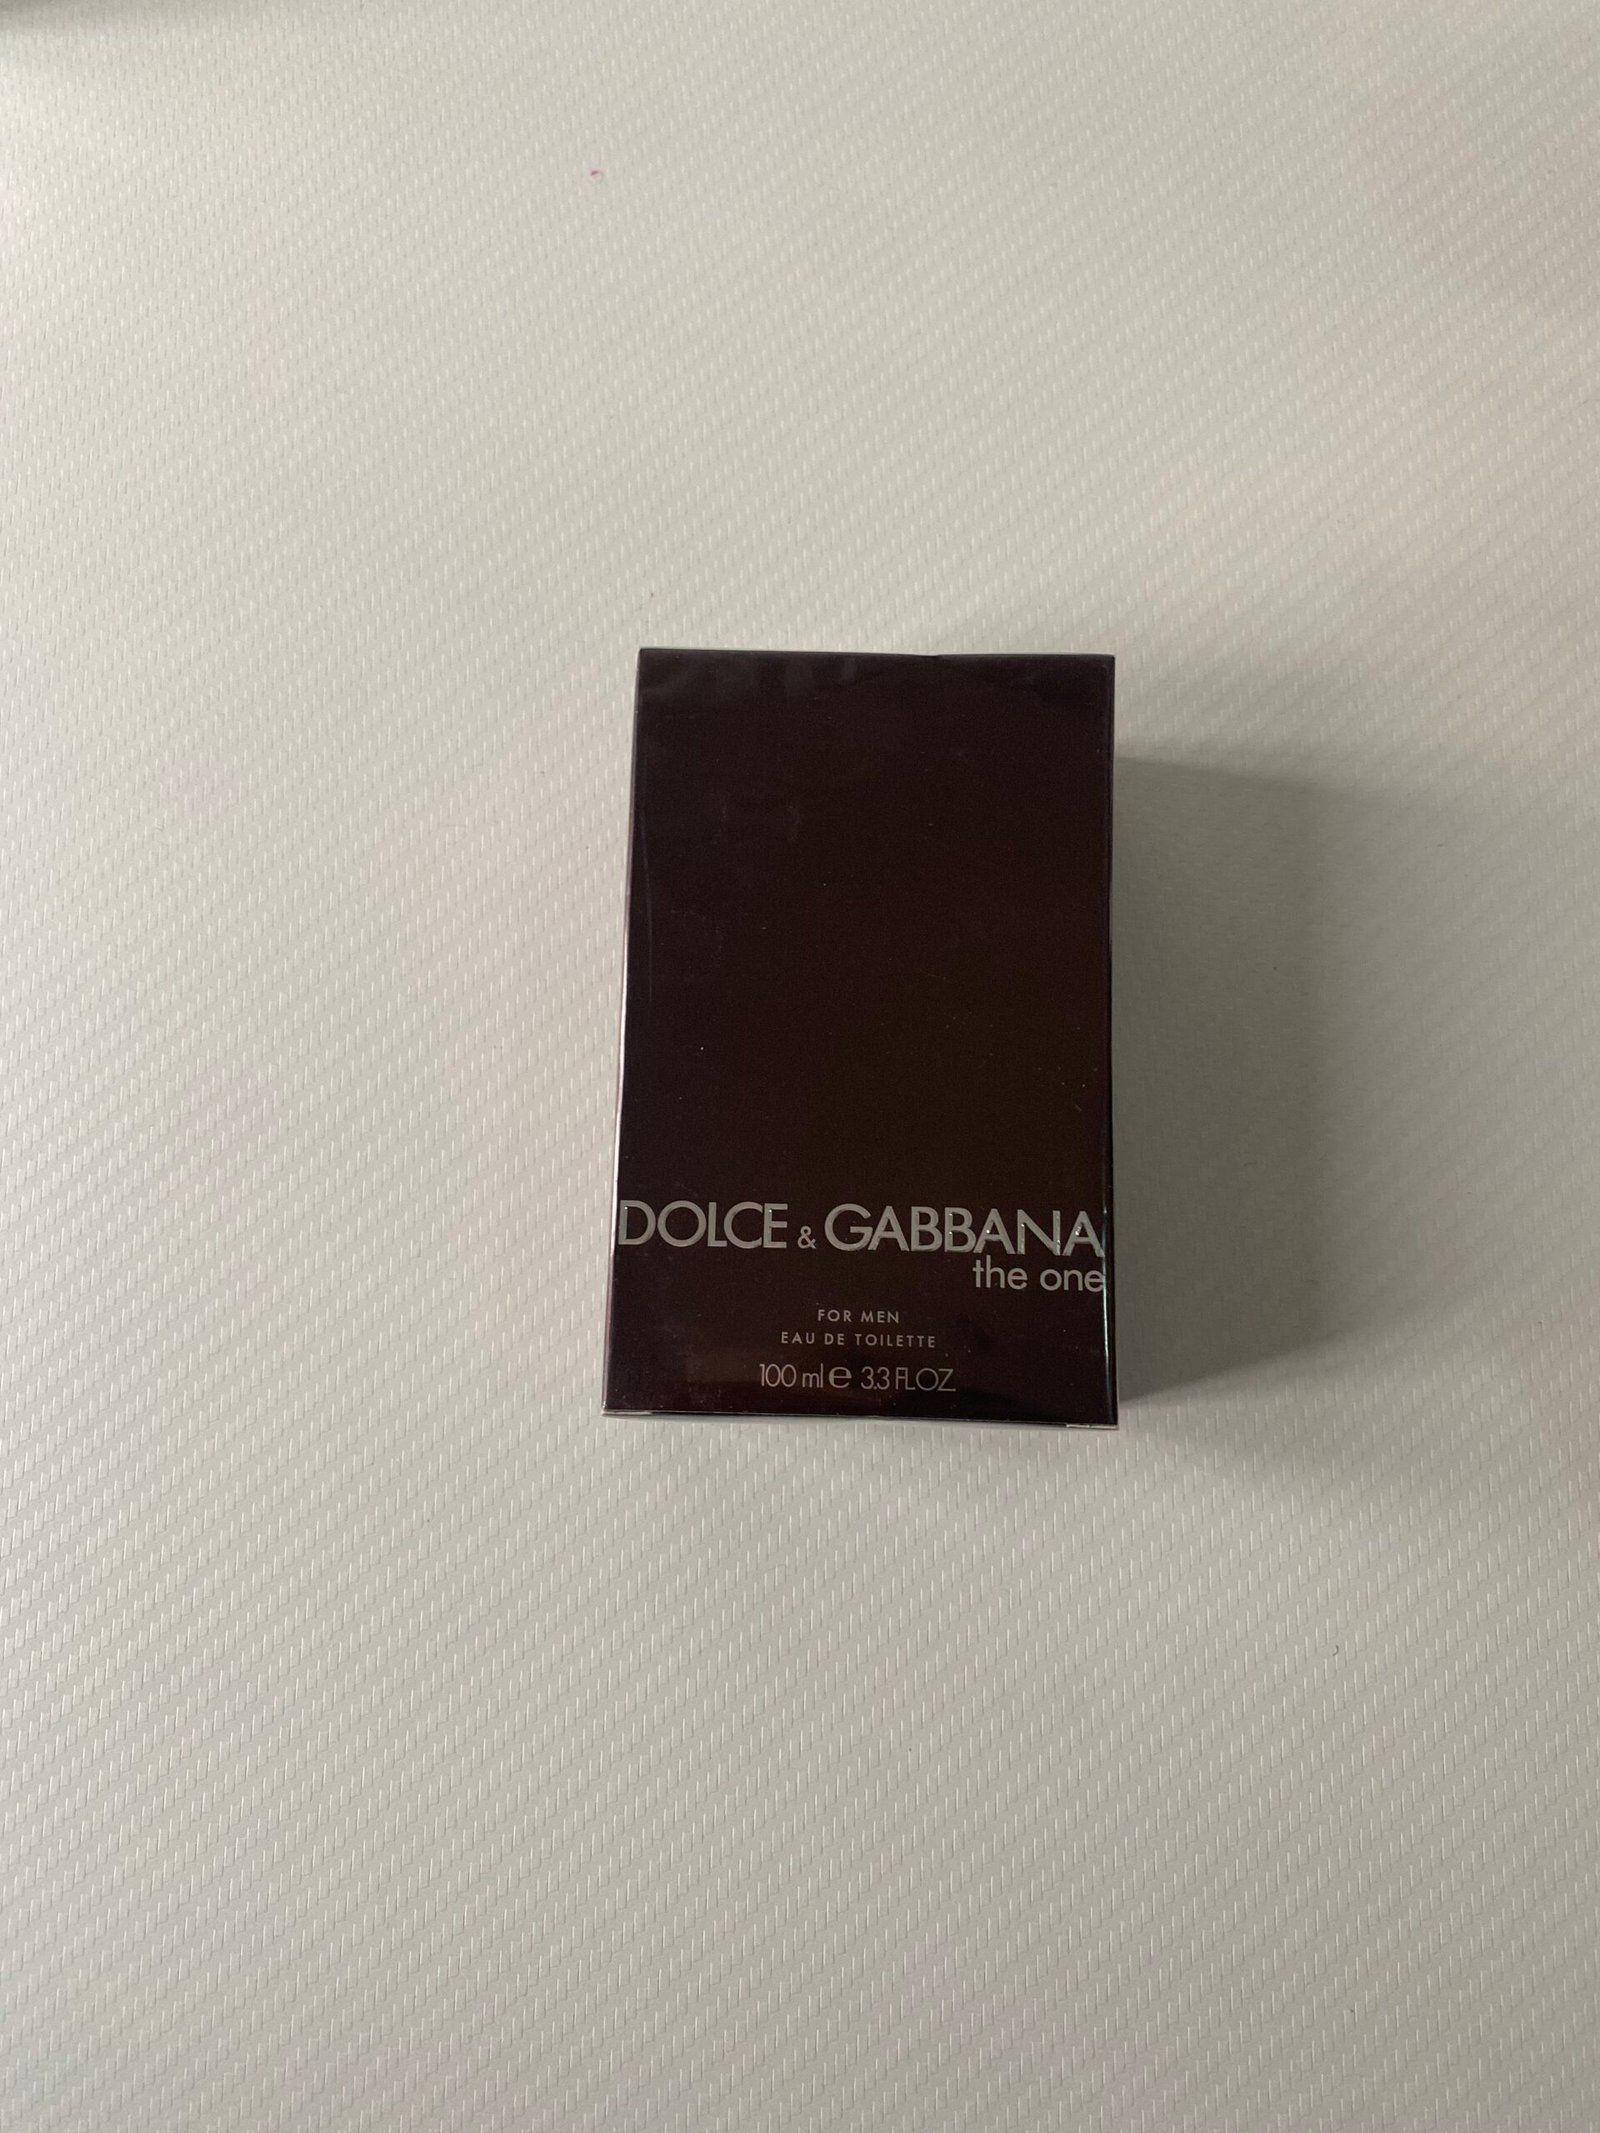 DOLCE & GABBANA
the one
FOR MEN
EAU DE TOILETTE
100 ml ℮ 3.3 FL.OZ